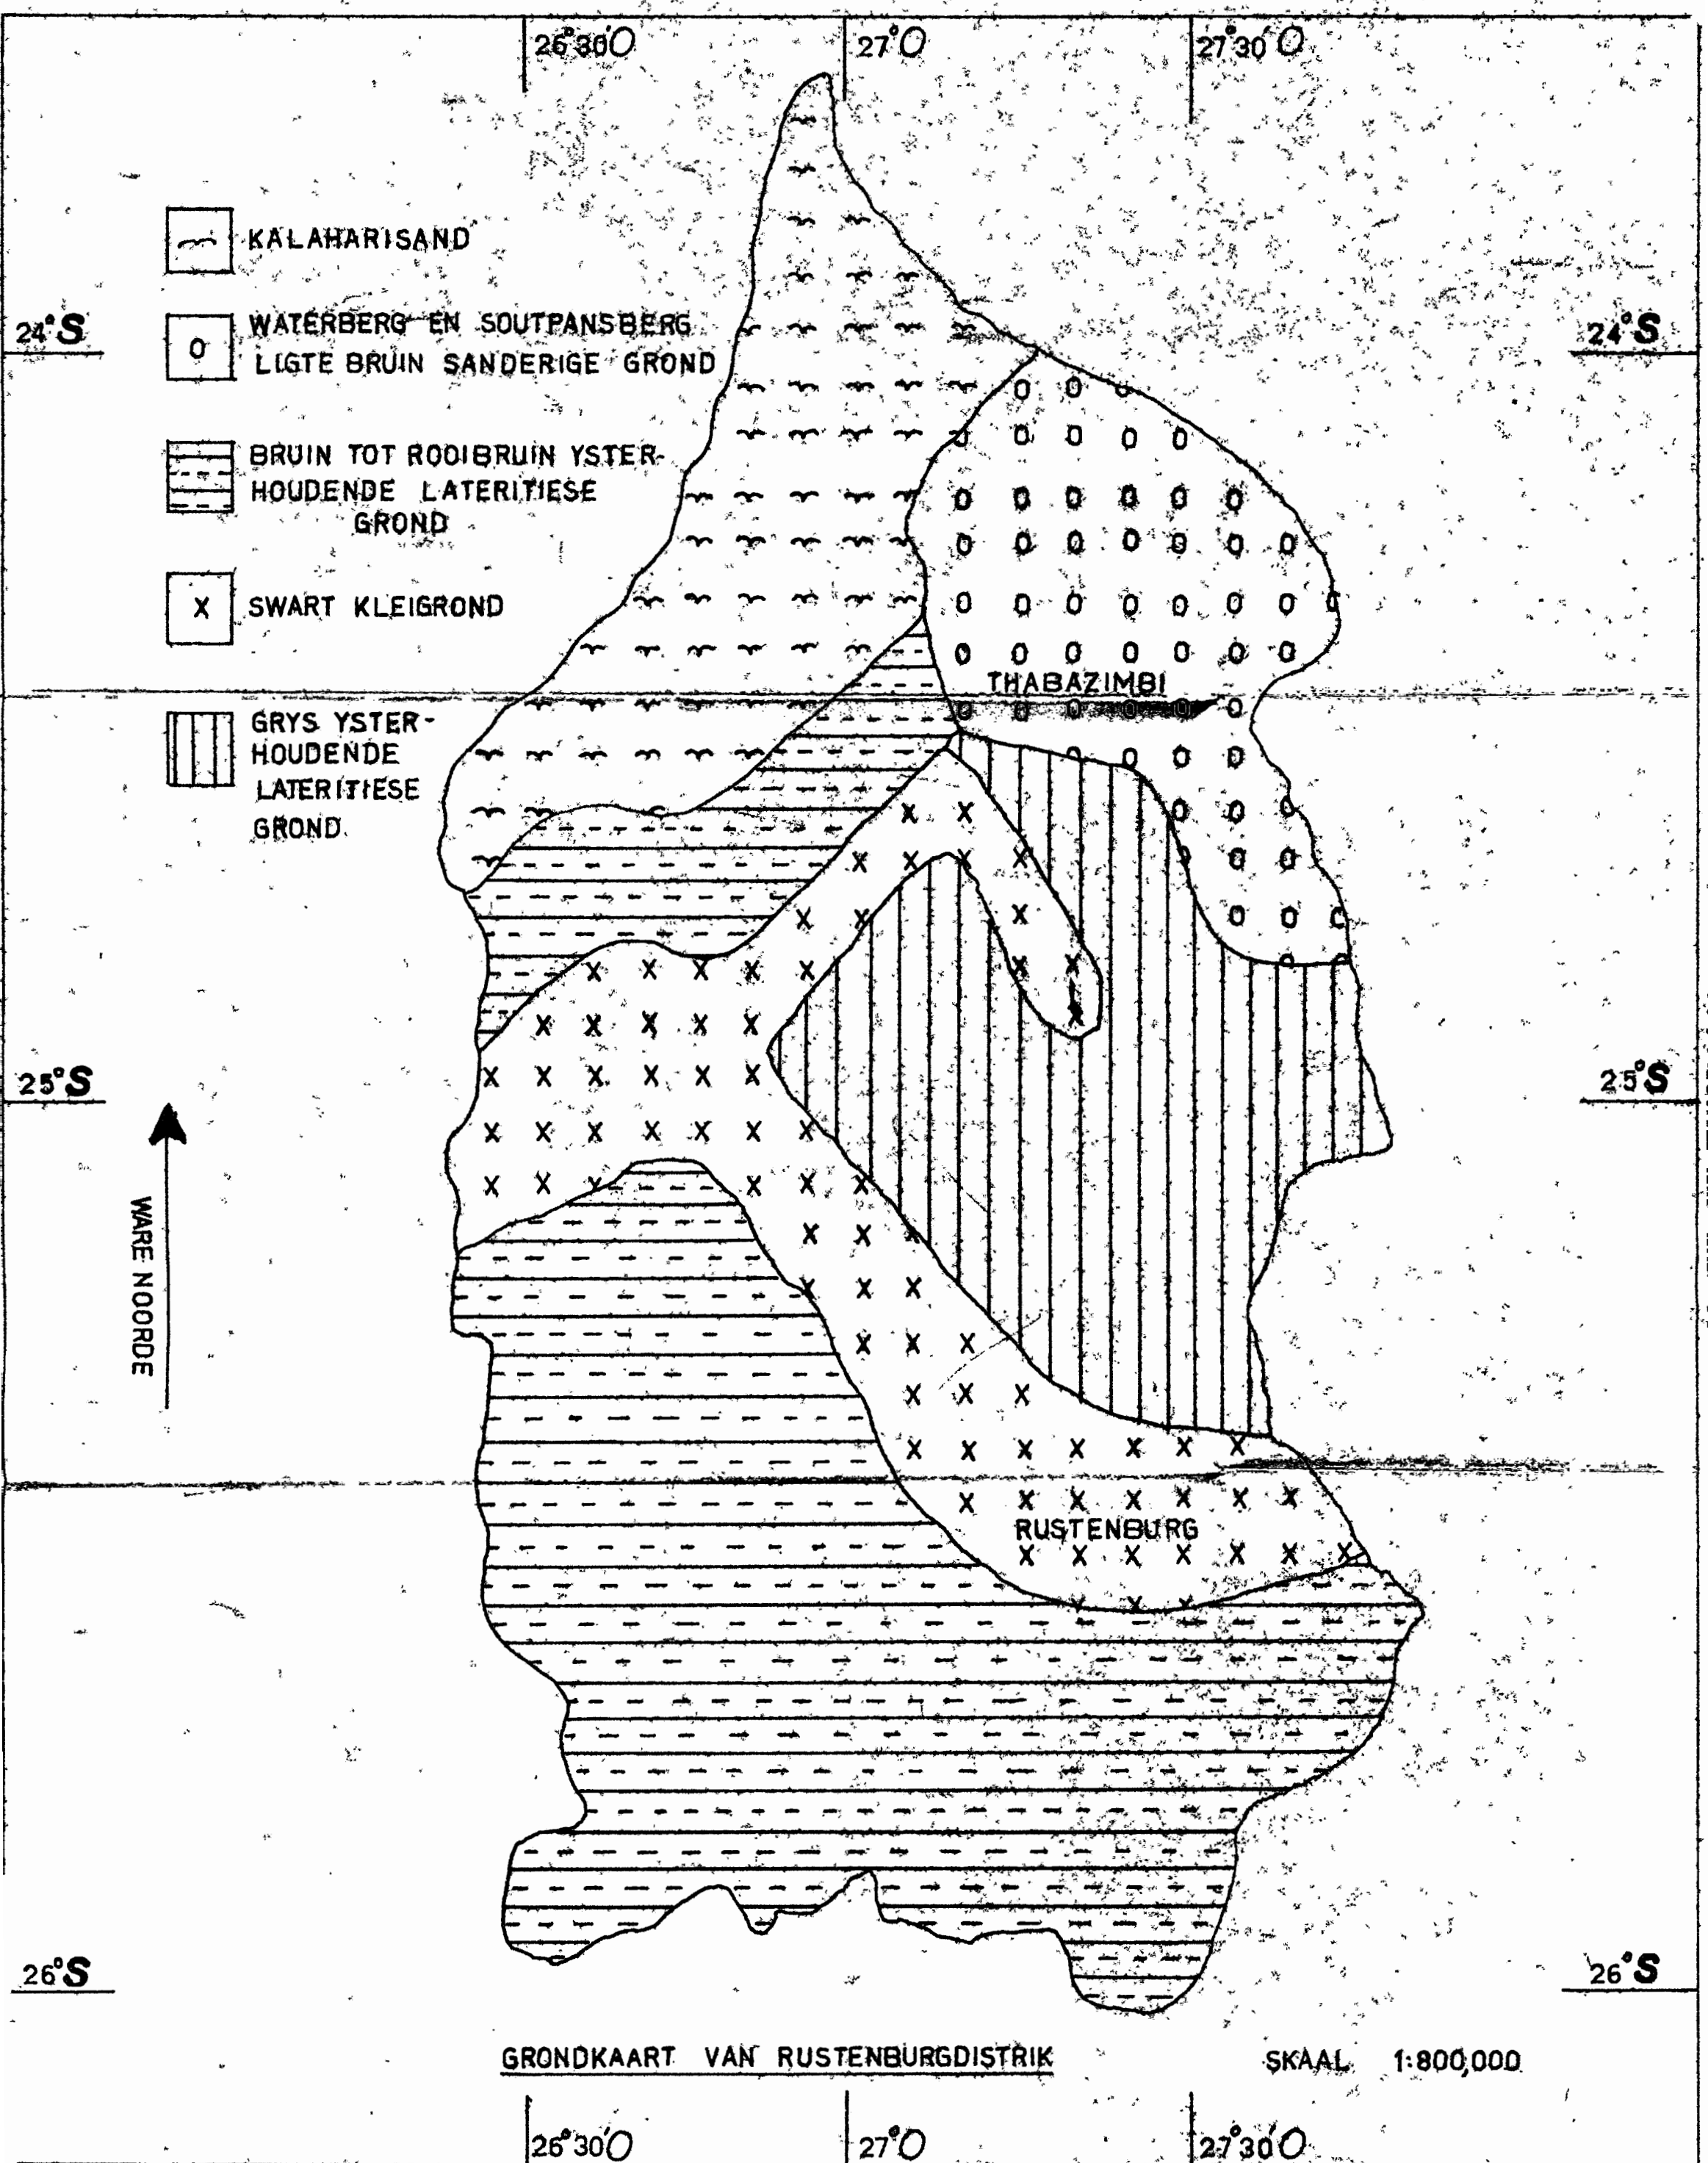 26°30'O 27°O 27°30'O
KALAHARISAND
24°S 24°S
O WATERBERG EN SOUTPANSBERG
LIGTE BRUIN SANDERIGE GROND
BRUIN TOT ROOIBRUIN YSTER-
HOUDENDE LATERITIESE
GROND
X SWART KLEIGROND
THABAZIMBI
GRYS YSTER-
HOUDENDE
LATERITIESE
GROND.
25°S 25°S
WARE NOORDE
RUSTENBURG
26°S 26°S
GRONDKAART VAN RUSTENBURGDISTRIK SKAAL 1:800,000
26°30'O 27°O 27°30'O